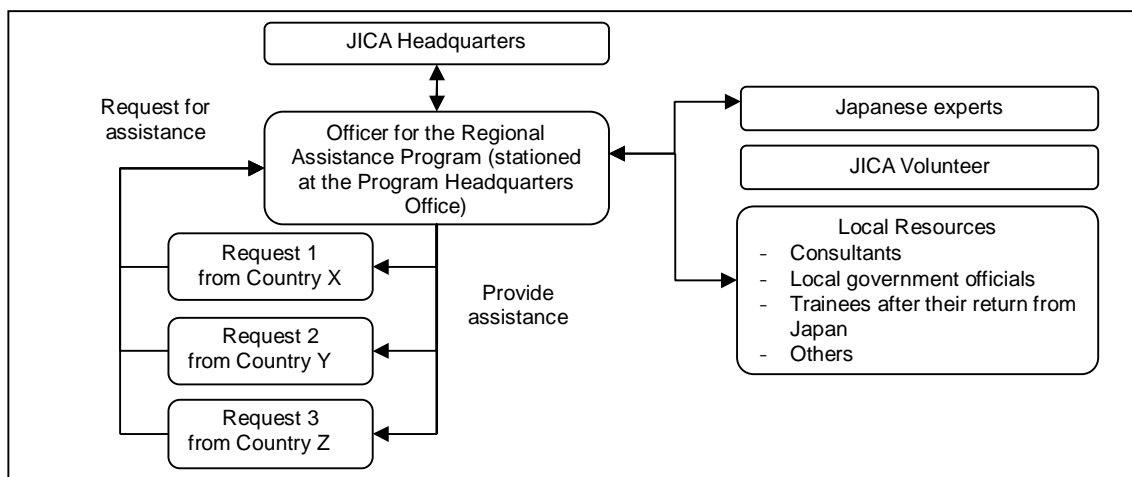 JICA Headquarters
Request for
assistance
Officer for the Regional
Assistance Program (stationed
at the Program Headquarters
Office)
Japanese experts
JICA Volunteer
Local Resources
- Consultants
- Local government officials
- Trainees after their return from
Japan
- Others
Request 1
from Country X
Provide
assistance
Request 2
from Country Y
Request 3
from Country Z